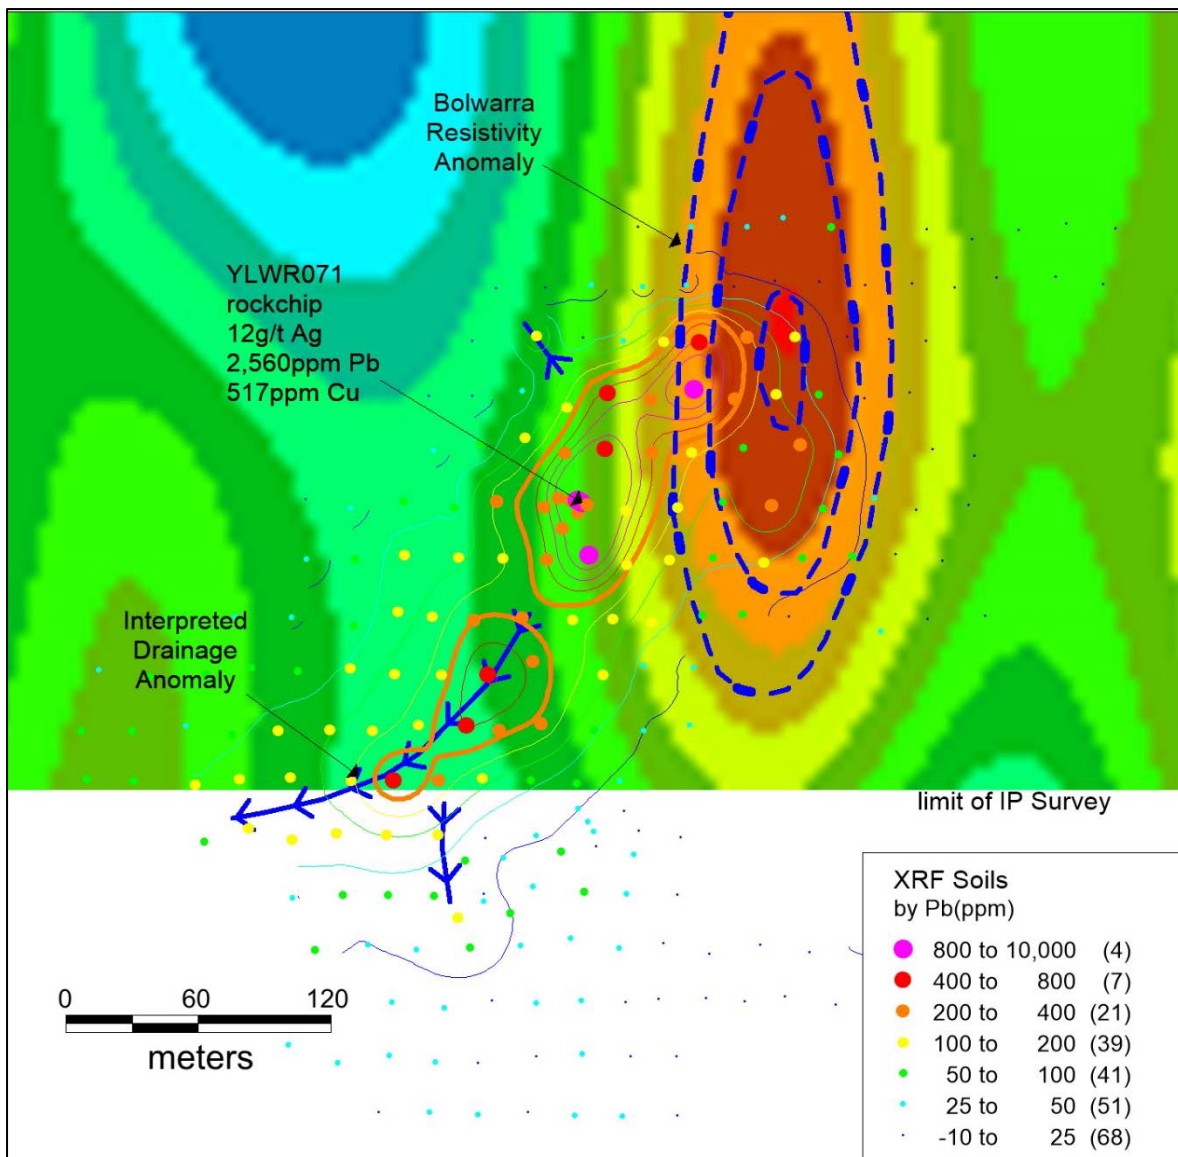 Bolwarra
Resistivity
Anomaly
YLWR071
rockchip
12g/t Ag
2,560ppm Pb
517ppm Cu
Interpreted
Drainage
Anomaly
limit of IP Survey
XRF Soils
by Pb(ppm)
800 to 10,000 (4)
400 to 800 (7)
200 to 400 (21)
100 to 200 (39)
50 to 100 (41)
25 to 50 (51)
-10 to 25 (68)
0 60 120
meters